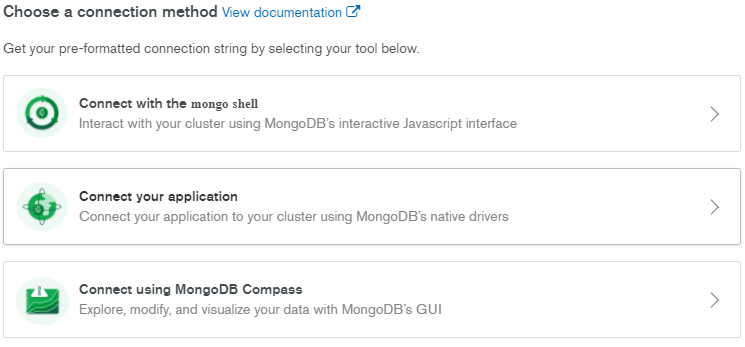 Choose a connection method View documentation
Get your pre-formatted connection string by selecting your tool below.
Connect with the mongo shell
Interact with your cluster using MongoDB's interactive Javascript interface
Connect your application
Connect your application to your cluster using MongoDB's native drivers
Connect using MongoDB Compass
Explore, modify, and visualize your data with MongoDB's GUI